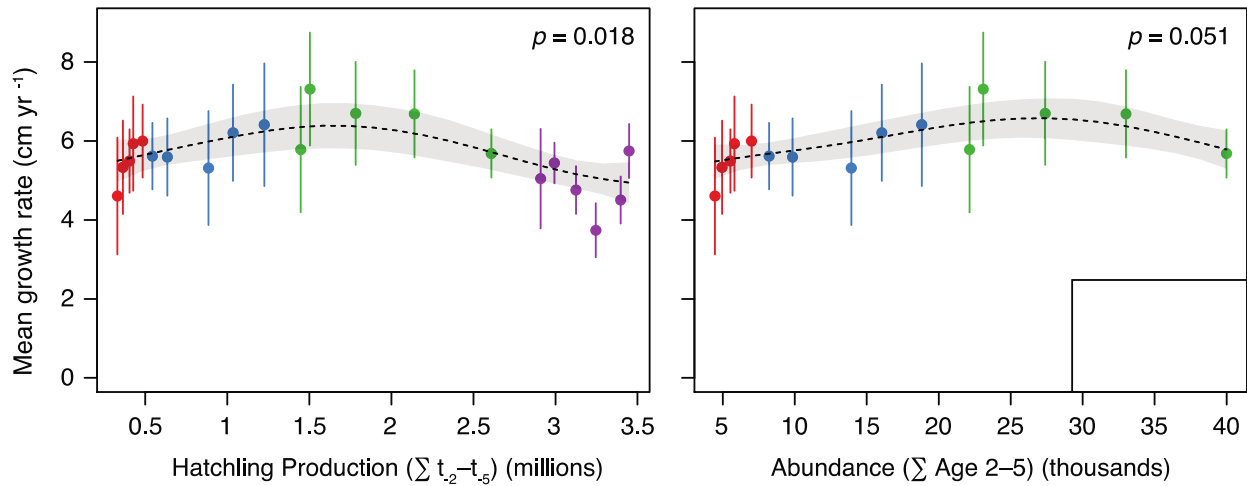 Mean growth rate (cm yr -1)
8
6
4
2
0
p = 0.018
0.5 1 1.5 2 2.5 3 3.5
Hatchling Production (∑ t-2–t-5) (millions)
p = 0.051
5 10 15 20 25 30 35 40
Abundance (∑ Age 2–5) (thousands)